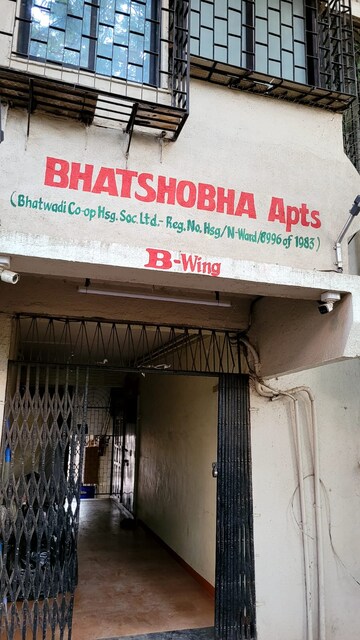 BHATSHOBHA Apts
(Bhatwadi Co-op Hsg. Soc. Ltd.- Reg. No. Hsg/N-Ward/8996 of 1983)
B-Wing